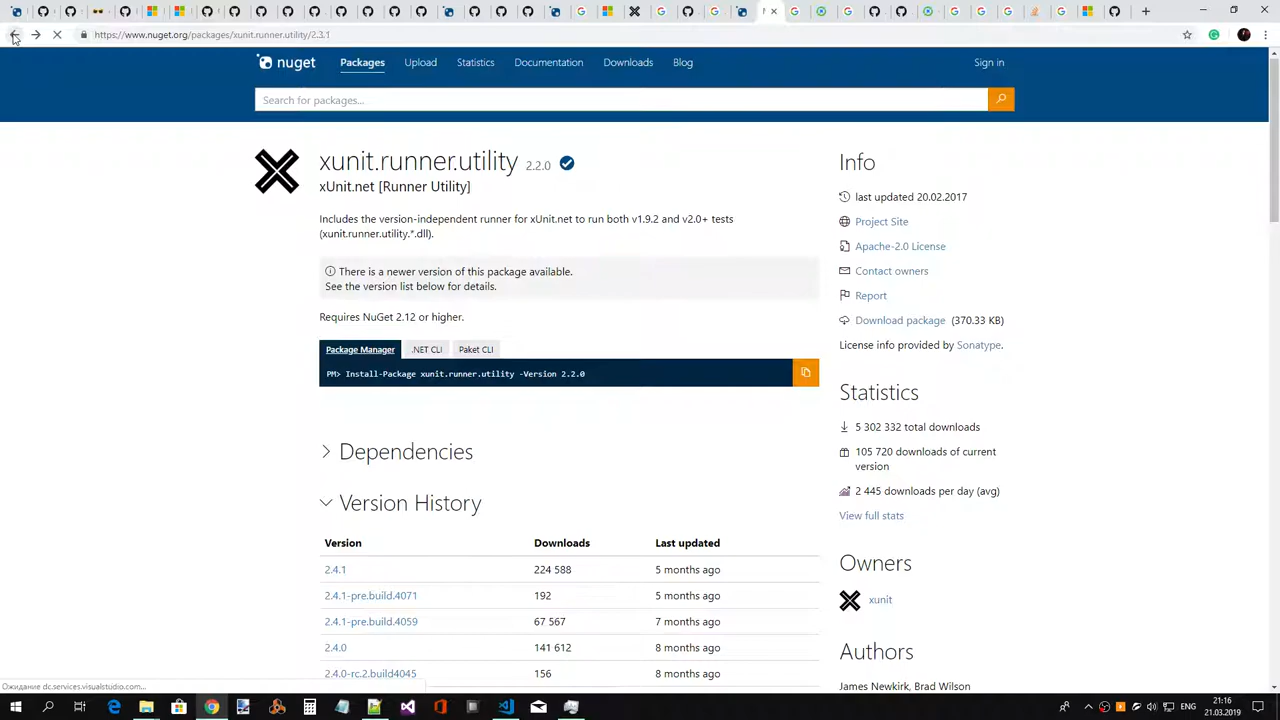 https://www.nuget.org/packages/xunit.runner.utility/2.3.1
nuget
Packages
Upload
Statistics
Documentation
Downloads
Blog
Sign in
Search for packages...
xunit.runner.utility 2.2.0
xUnit.net [Runner Utility]
Includes the version-independent runner for xUnit.net to run both v1.9.2 and v2.0+ tests
(xunit.runner.utility.*.dll).
There is a newer version of this package available.
See the version list below for details.
Requires NuGet 2.12 or higher.
Package Manager
.NET CLI
Paket CLI
PM> Install-Package xunit.runner.utility -Version 2.2.0
Dependencies
Version History
Version Downloads Last updated
2.4.1 224 588 5 months ago
2.4.1-pre.build.4071 192 5 months ago
2.4.1-pre.build.4059 67 567 7 months ago
2.4.0 141 612 8 months ago
2.4.0-rc.2.build4045 156 8 months ago
Info
last updated 20.02.2017
Project Site
Apache-2.0 License
Contact owners
Report
Download package (370.33 KB)
License info provided by Sonatype.
Statistics
5 302 332 total downloads
105 720 downloads of current
version
2 445 downloads per day (avg)
View full stats
Owners
xunit
Authors
James Newkirk, Brad Wilson
Ожидание dc.services.visualstudio.com...
ENG
21:16
21.03.2019